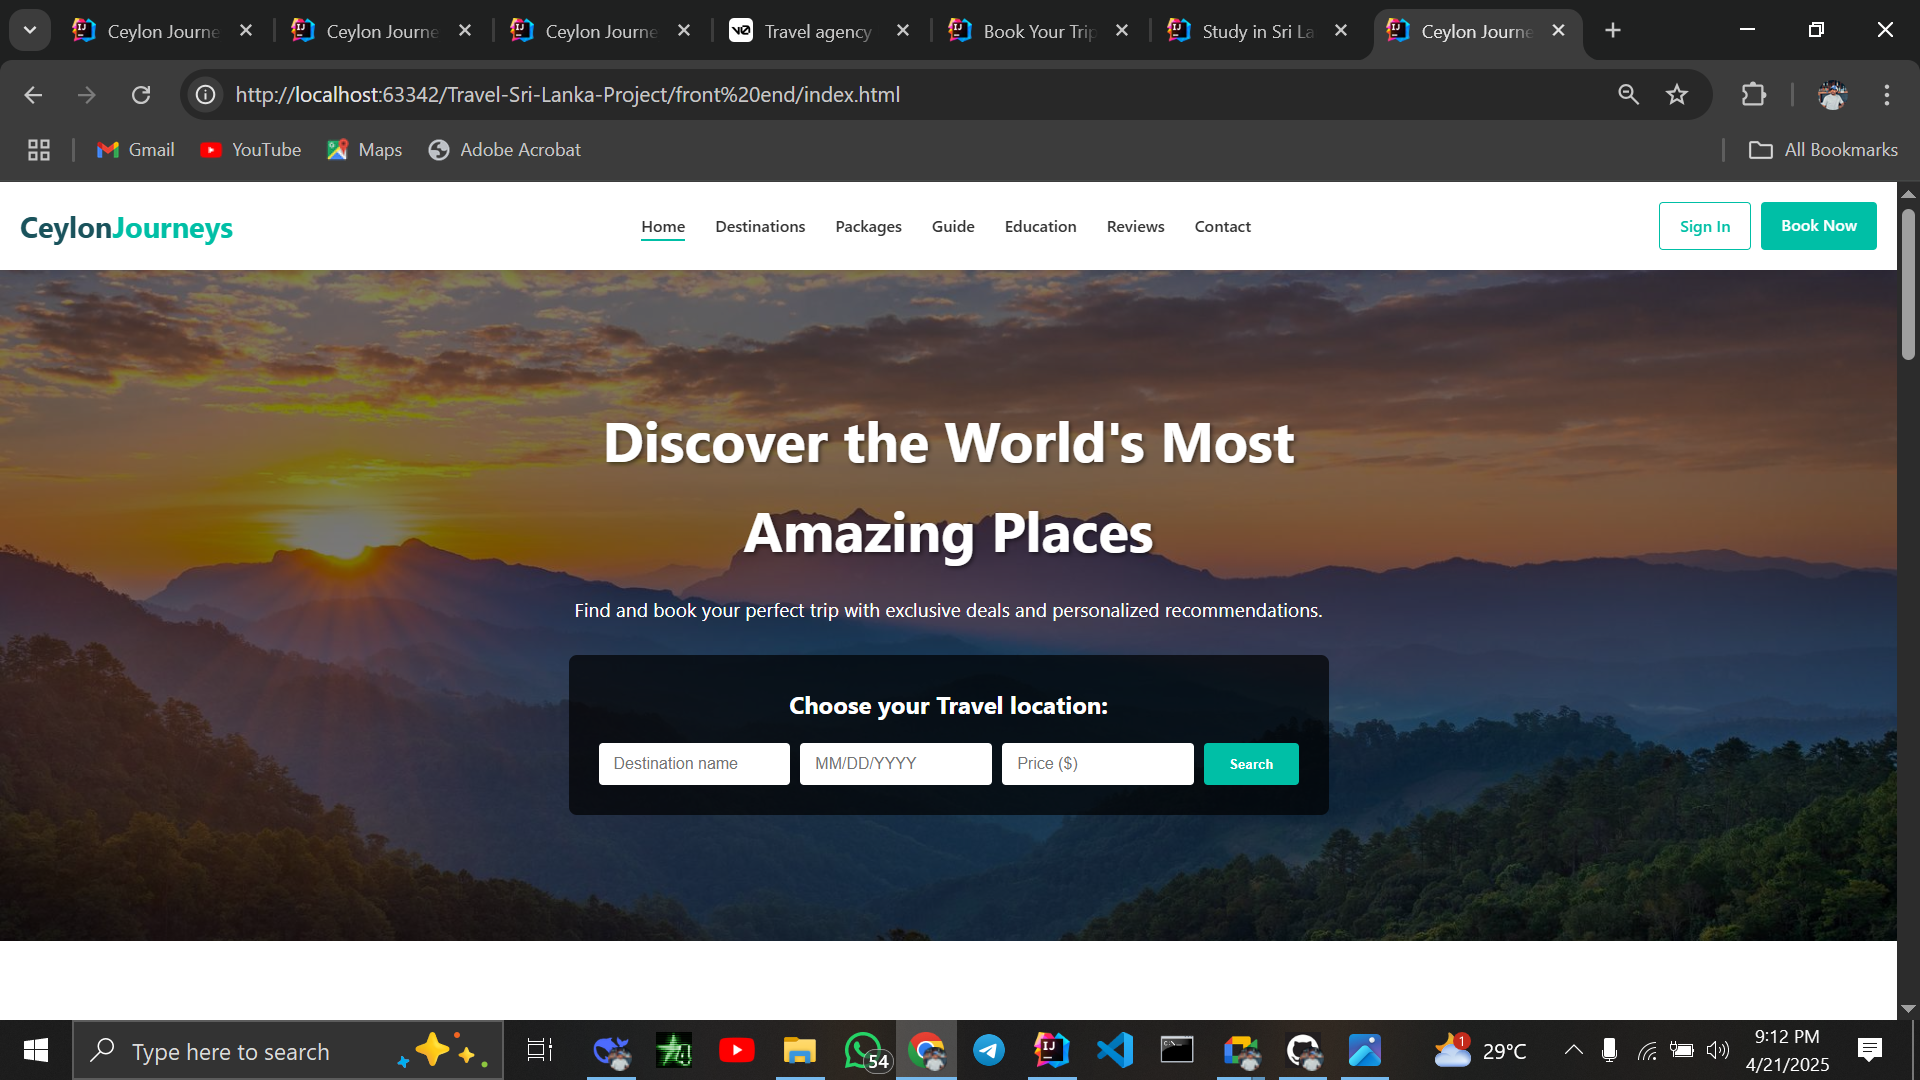 Ceylon Journe
Ceylon Journe
Ceylon Journe
Travel agency
Book Your Trip
Study in Sri La
Ceylon Journe
http://localhost:63342/Travel-Sri-Lanka-Project/front%20end/index.html
Gmail
YouTube
Maps
Adobe Acrobat
All Bookmarks
CeylonJourneys
Home
Destinations
Packages
Guide
Education
Reviews
Contact
Sign In
Book Now
Discover the World's Most
Amazing Places
Find and book your perfect trip with exclusive deals and personalized recommendations.
Choose your Travel location:
Destination name
MM/DD/YYYY
Price ($)
Search
Type here to search
54
1
29°C
9:12 PM
4/21/2025